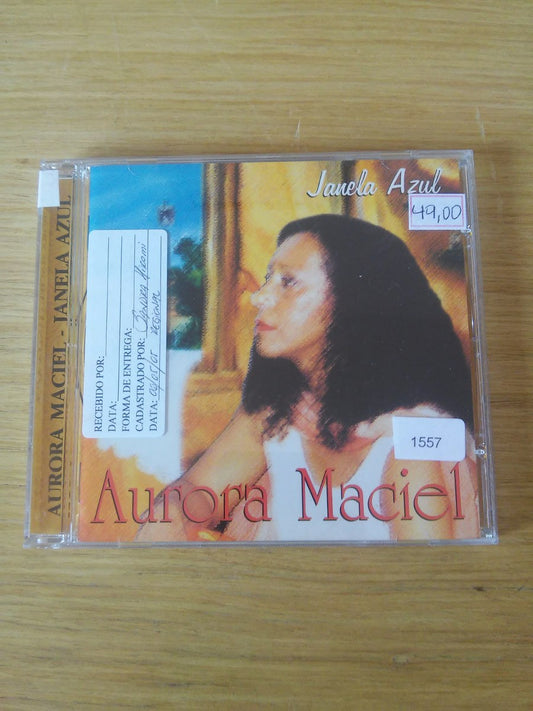 Janela Azul
49,00
AURORA MACIEL - JANELA AZUL
RECEBIDO POR:
DATA:
FORMA DE ENTREGA:
CADASTRADO POR:
DATA: REGIONAL
1557
Aurora Maciel